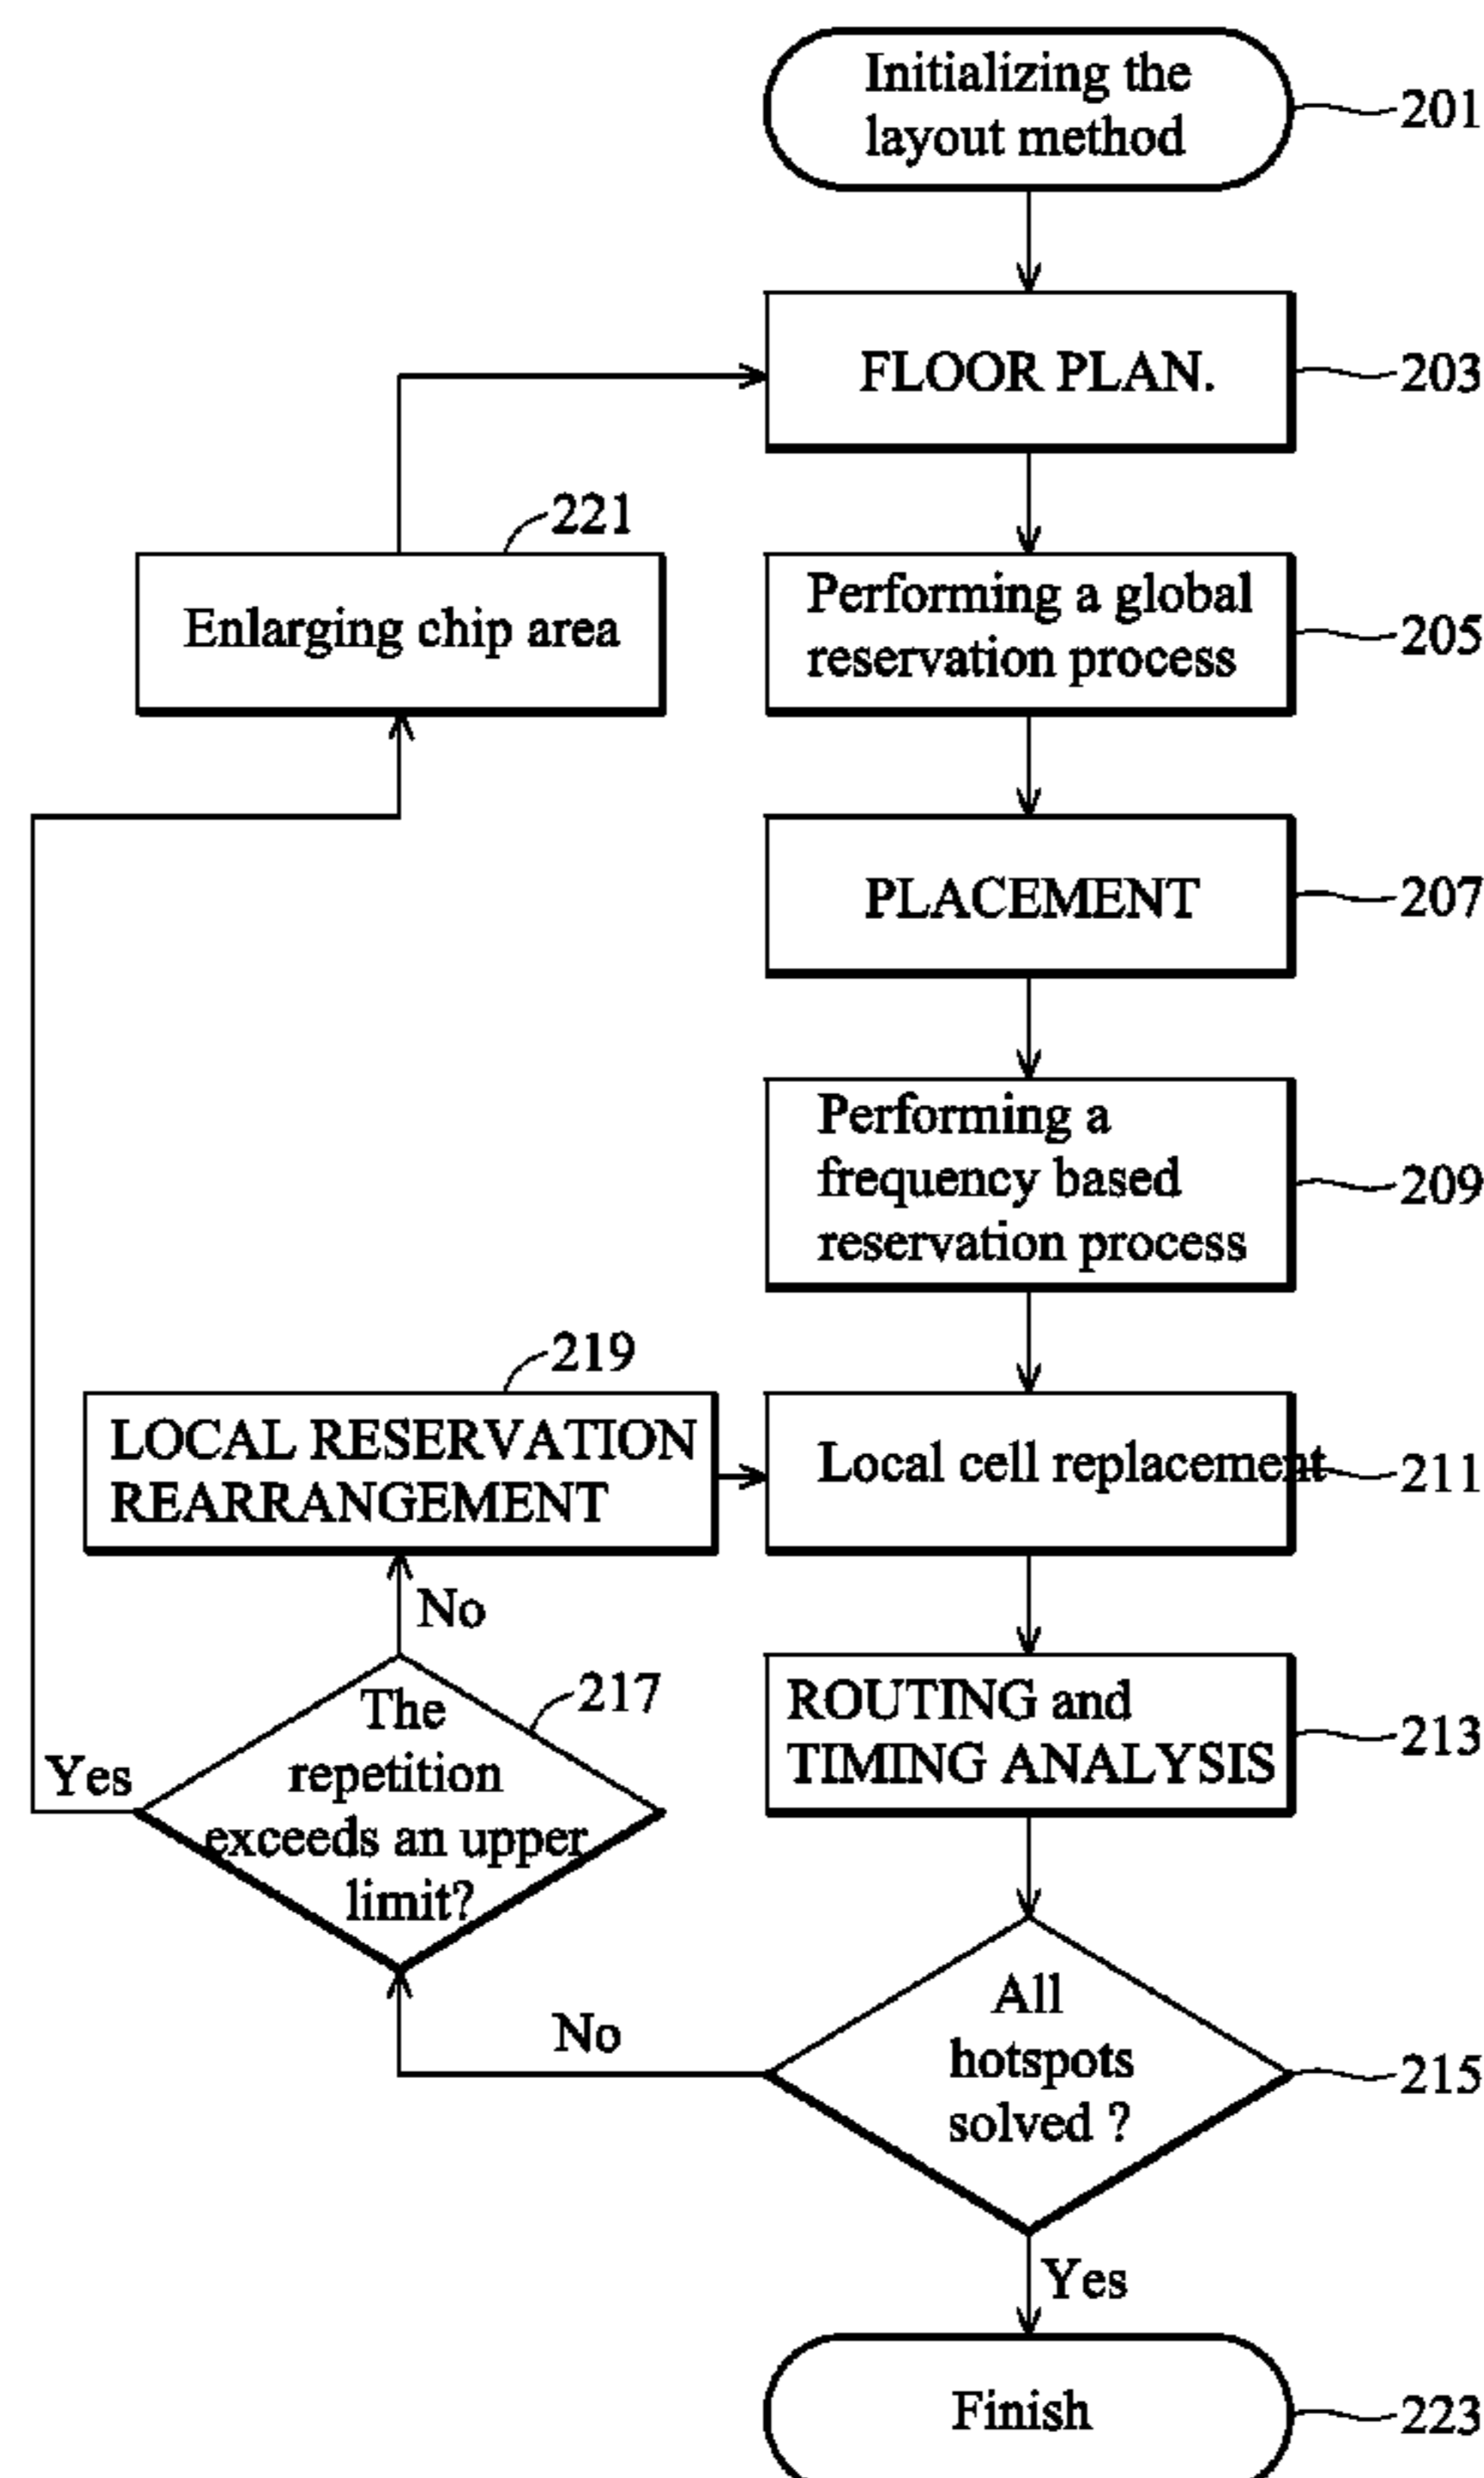 Initializing the
layout method
201
FLOOR PLAN.
203
221
Enlarging chip area
Performing a global
reservation process
205
PLACEMENT
207
Performing a
frequency based
reservation process
209
219
LOCAL RESERVATION
REARRANGEMENT
Local cell replacement
211
No
217
The
repetition
exceeds an upper
limit?
Yes
ROUTING and
TIMING ANALYSIS
213
No
All
hotspots
solved ?
215
Yes
Finish
223